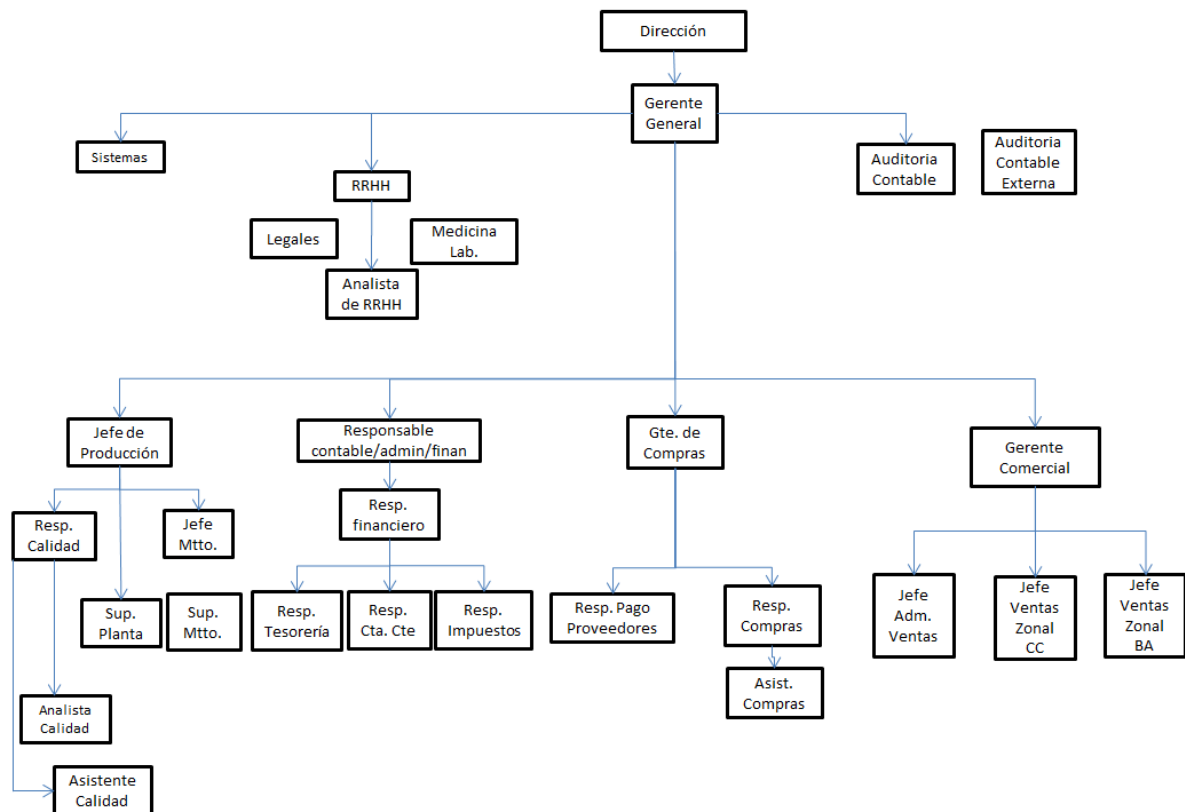 Dirección
Gerente
General
Sistemas
RRHH
Auditoria
Contable
Auditoria
Contable
Externa
Legales
Medicina
Lab.
Analista
de RRHH
Jefe de
Producción
Responsable
contable/admin/finan
Gte. de
Compras
Gerente
Comercial
Resp.
Calidad
Jefe
Mtto.
Resp.
financiero
Sup.
Planta
Sup.
Mtto.
Resp.
Tesorería
Resp.
Cta. Cte
Resp.
Impuestos
Resp. Pago
Proveedores
Resp.
Compras
Jefe
Adm.
Ventas
Jefe
Ventas
Zonal
CC
Jefe
Ventas
Zonal
BA
Asist.
Compras
Analista
Calidad
Asistente
Calidad